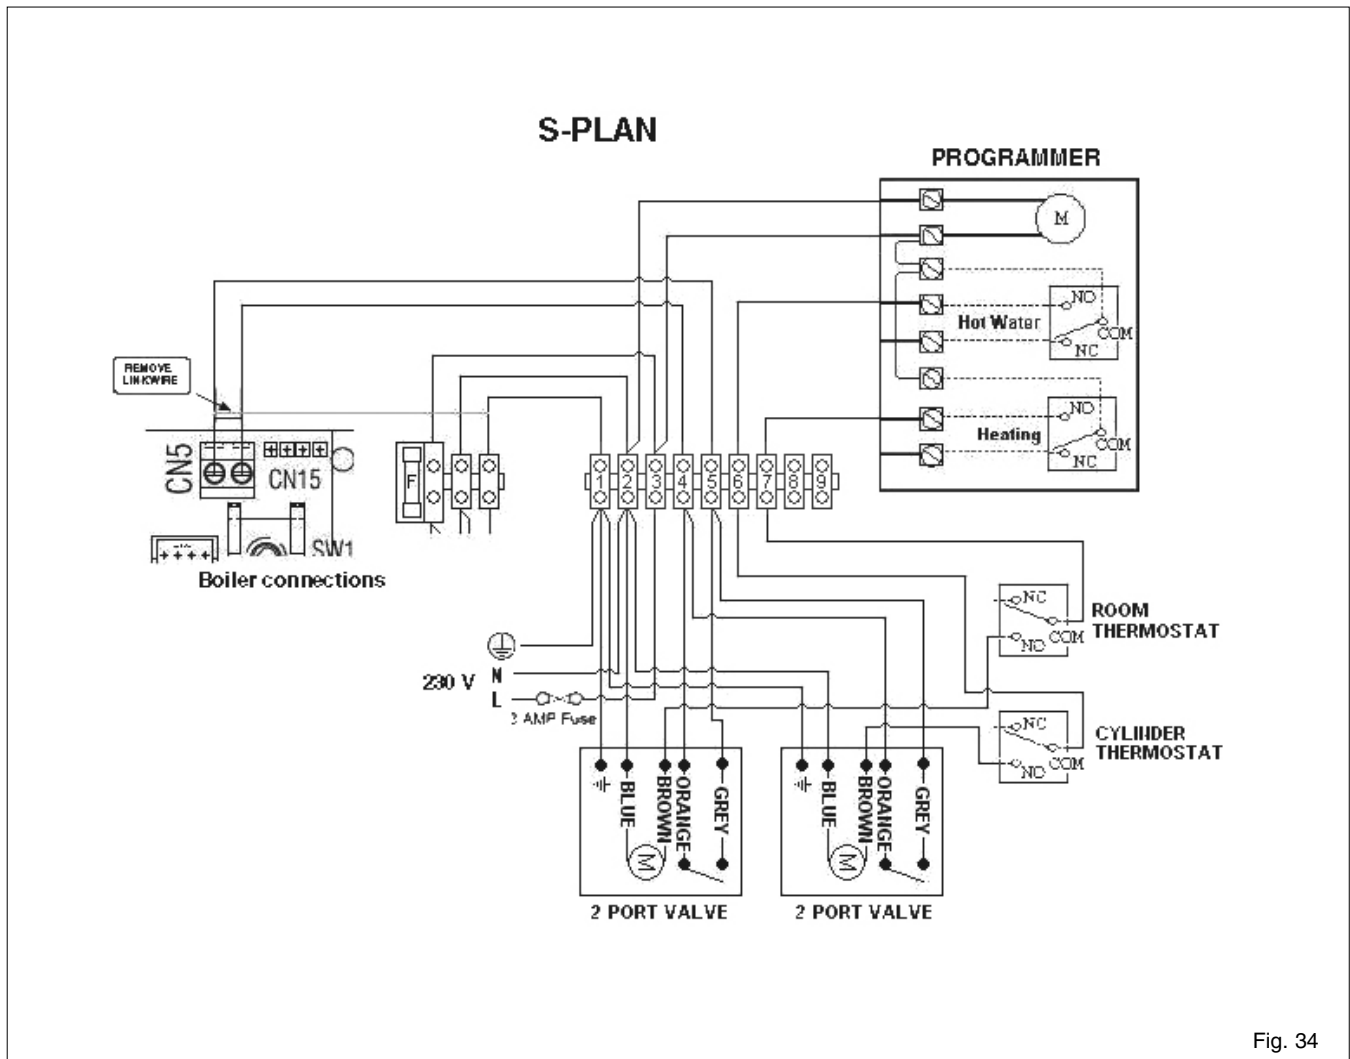 S-PLAN
PROGRAMMER
M
NO
Hot Water
COM
NC
NO
Heating
COM
NC
REMOVE
LINKWIRE
CN5
CN15
SW1
Boiler connections
F
1 2 3 4 5 6 7 8 9
NC
ROOM
THERMOSTAT
COM
NO
230 V
N
L
AMP Fuse
NC
CYLINDER
THERMOSTAT
COM
NO
BLUE
BROWN
ORANGE
GREY
M
2 PORT VALVE
BLUE
BROWN
ORANGE
GREY
M
2 PORT VALVE
Fig. 34